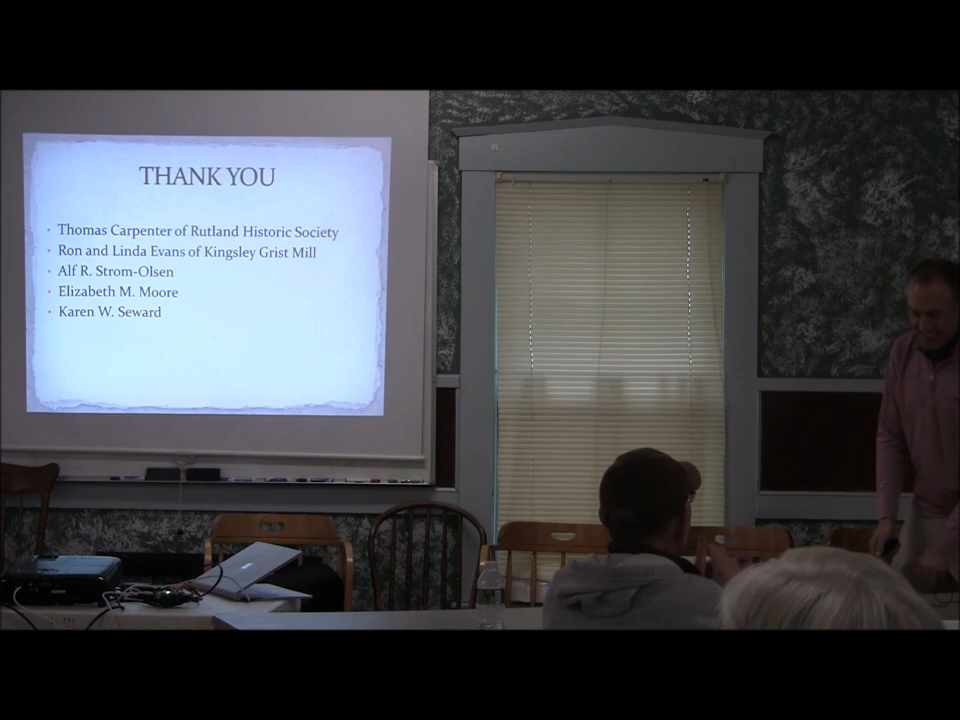 THANK YOU
• Thomas Carpenter of Rutland Historic Society
• Ron and Linda Evans of Kingsley Grist Mill
• Alf R. Strom-Olsen
• Elizabeth M. Moore
• Karen W. Seward